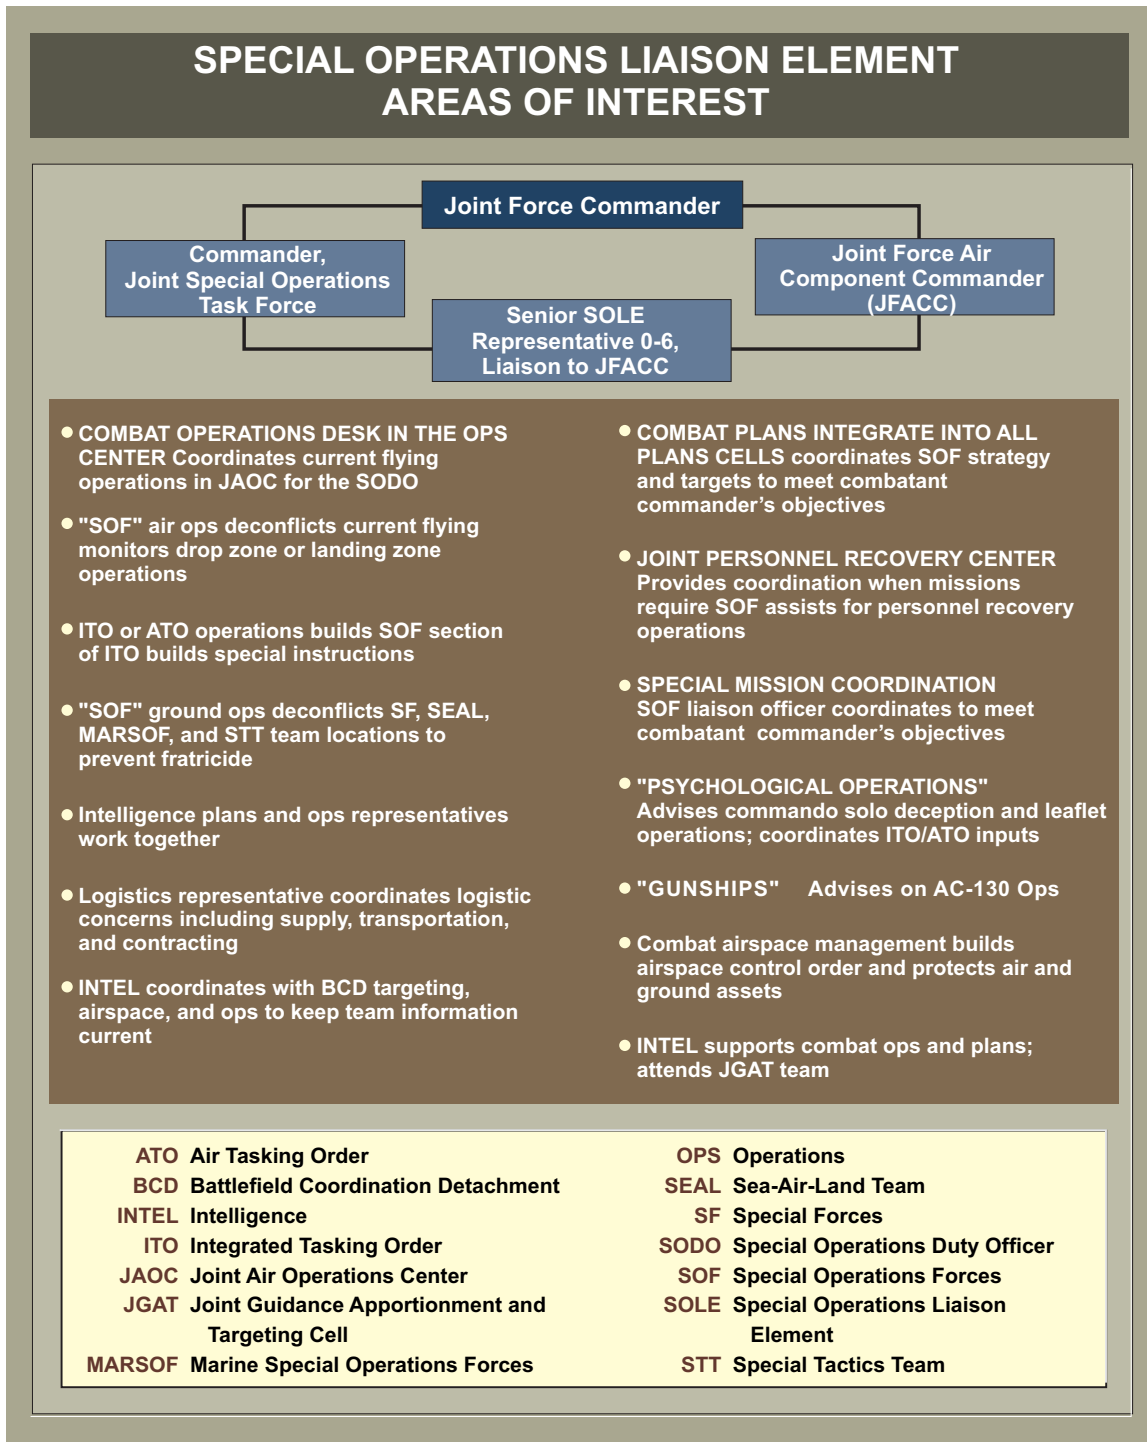 SPECIAL OPERATIONS LIAISON ELEMENT
AREAS OF INTEREST
Joint Force Commander
Commander,
Joint Special Operations
Task Force
Joint Force Air
Component Commander
(JFACC)
Senior SOLE
Representative 0-6,
Liaison to JFACC
● COMBAT OPERATIONS DESK IN THE OPS
CENTER Coordinates current flying
operations in JAOC for the SODO
● "SOF" air ops deconflicts current flying
monitors drop zone or landing zone
operations
● ITO or ATO operations builds SOF section
of ITO builds special instructions
● "SOF" ground ops deconflicts SF, SEAL,
MARSOF, and STT team locations to
prevent fratricide
● Intelligence plans and ops representatives
work together
● Logistics representative coordinates logistic
concerns including supply, transportation,
and contracting
● INTEL coordinates with BCD targeting,
airspace, and ops to keep team information
current
● COMBAT PLANS INTEGRATE INTO ALL
PLANS CELLS coordinates SOF strategy
and targets to meet combatant
commander’s objectives
● JOINT PERSONNEL RECOVERY CENTER
Provides coordination when missions
require SOF assists for personnel recovery
operations
● SPECIAL MISSION COORDINATION
SOF liaison officer coordinates to meet
combatant commander’s objectives
● "PSYCHOLOGICAL OPERATIONS"
Advises commando solo deception and leaflet
operations; coordinates ITO/ATO inputs
● "GUNSHIPS" Advises on AC-130 Ops
● Combat airspace management builds
airspace control order and protects air and
ground assets
● INTEL supports combat ops and plans;
attends JGAT team
ATO Air Tasking Order
BCD Battlefield Coordination Detachment
INTEL Intelligence
ITO Integrated Tasking Order
JAOC Joint Air Operations Center
JGAT Joint Guidance Apportionment and
Targeting Cell
MARSOF Marine Special Operations Forces
OPS Operations
SEAL Sea-Air-Land Team
SF Special Forces
SODO Special Operations Duty Officer
SOF Special Operations Forces
SOLE Special Operations Liaison
Element
STT Special Tactics Team